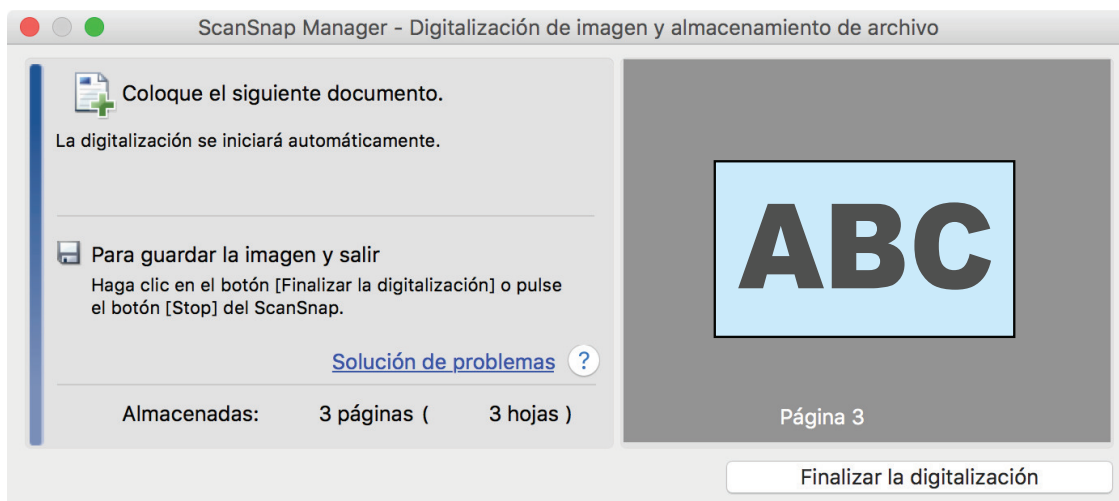 ScanSnap Manager - Digitalización de imagen y almacenamiento de archivo
Coloque el siguiente documento.
La digitalización se iniciará automáticamente.
Para guardar la imagen y salir
Haga clic en el botón [Finalizar la digitalización] o pulse
el botón [Stop] del ScanSnap.
Solución de problemas ?
Almacenadas: 3 páginas ( 3 hojas )
ABC
Página 3
Finalizar la digitalización